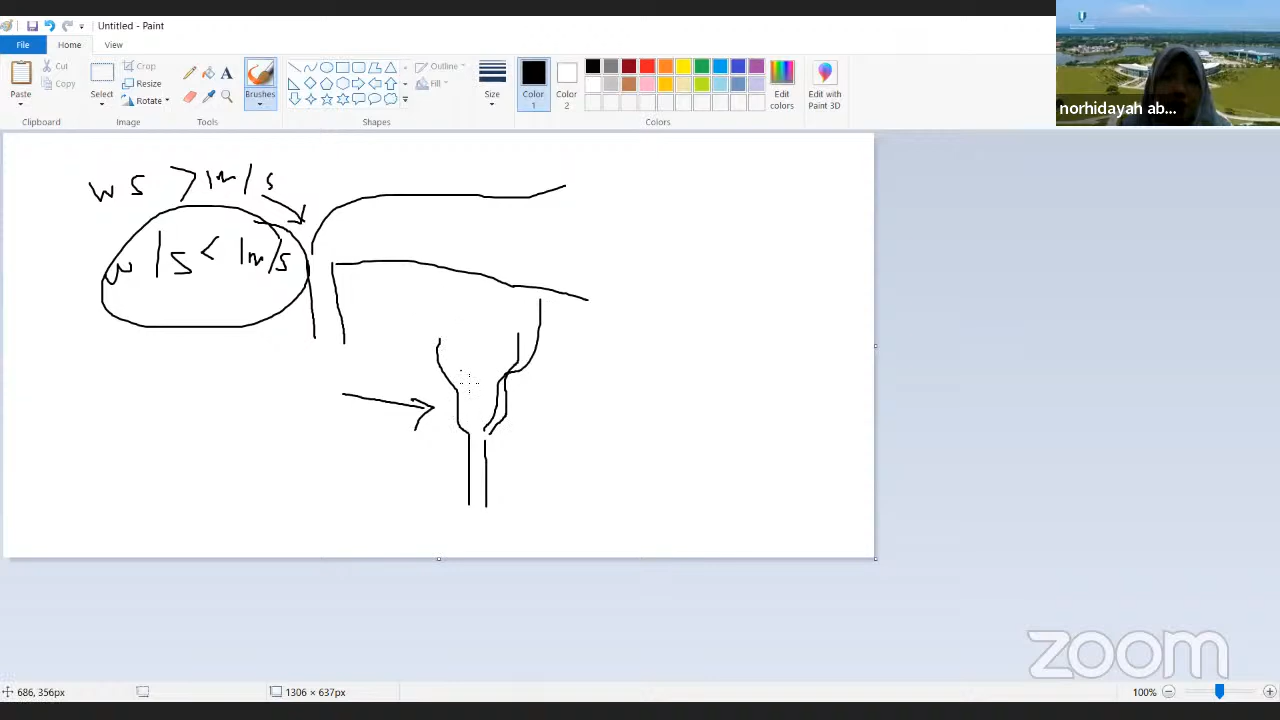 Untitled - Paint
File Home View
Paste
Cut
Copy
Clipboard
Select
Crop
Resize
Rotate
Image
Tools
Brushes
Shapes
Outline
Fill
Size
Color 1
Color 2
Colors
Edit colors
Edit with Paint 3D
norhidayah ab...
w s > 1m/s
w/s < 1m/s
zoom
686, 356px
1306 × 637px
100%